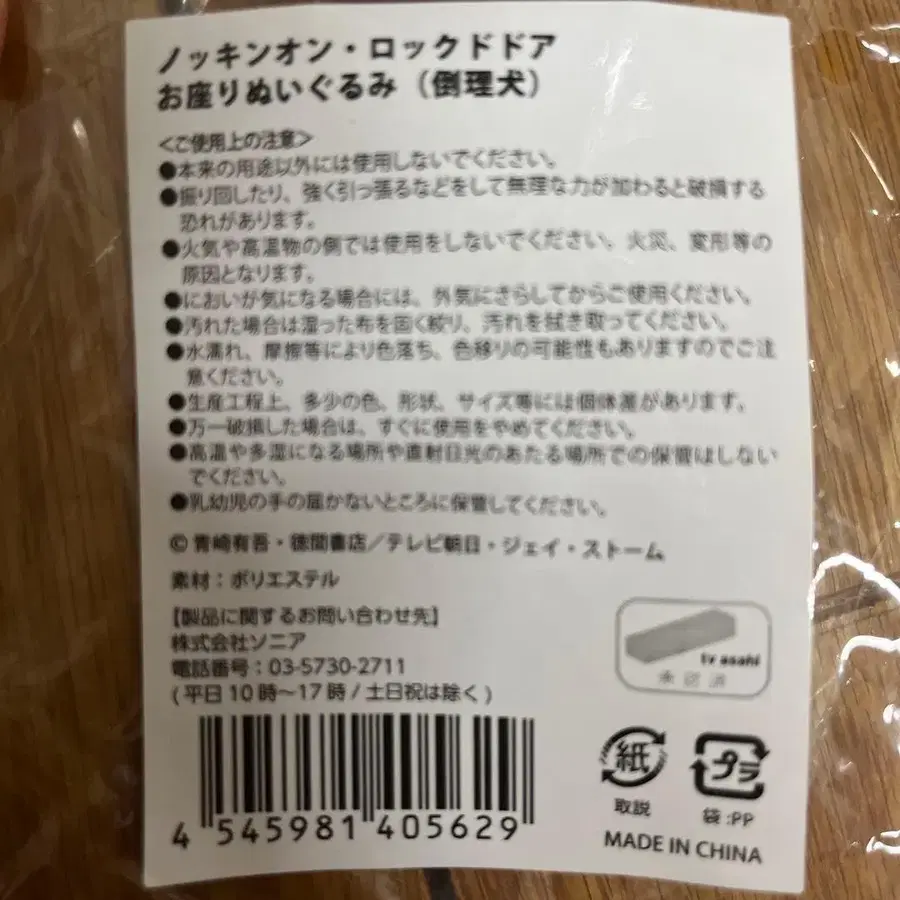 ノッキンオン・ロックドドア
お座りぬいぐるみ（倒理犬）
<ご使用上の注意>
●本来の用途以外には使用しないでください。
●振り回したり、強く引っ張るなどをして無理な力が加わると破損する
恐れがあります。
●火気や高温物の側では使用をしないでください。火災、変形等の
原因となります。
●においが気になる場合には、外気にさらしてからご使用ください。
●汚れた場合は湿った布を固く絞り、汚れを拭き取ってください。
●水濡れ、摩擦等により色落ち、色移りの可能性もありますのでご注
意ください。
●生産工程上、多少の色、形状、サイズ等には個体差があります。
●万一破損した場合は、すぐに使用をやめてください。
●高温や多湿になる場所や直射日光のあたる場所での保管はしない
でください。
●乳幼児の手の届かないところに保管してください。
© 青崎有吾・徳間書店／テレビ朝日・ジェイ・ストーム
素材：ポリエステル
【製品に関するお問い合わせ先】
株式会社ソニア
電話番号：03-5730-2711
(平日10時～17時/土日祝は除く)
tv asahi
承認済
4 545981 405629
紙
取説
プラ
袋:PP
MADE IN CHINA